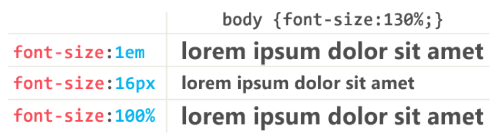 body {font-size:130%;}
font-size:1em lorem ipsum dolor sit amet
font-size:16px lorem ipsum dolor sit amet
font-size:100% lorem ipsum dolor sit amet